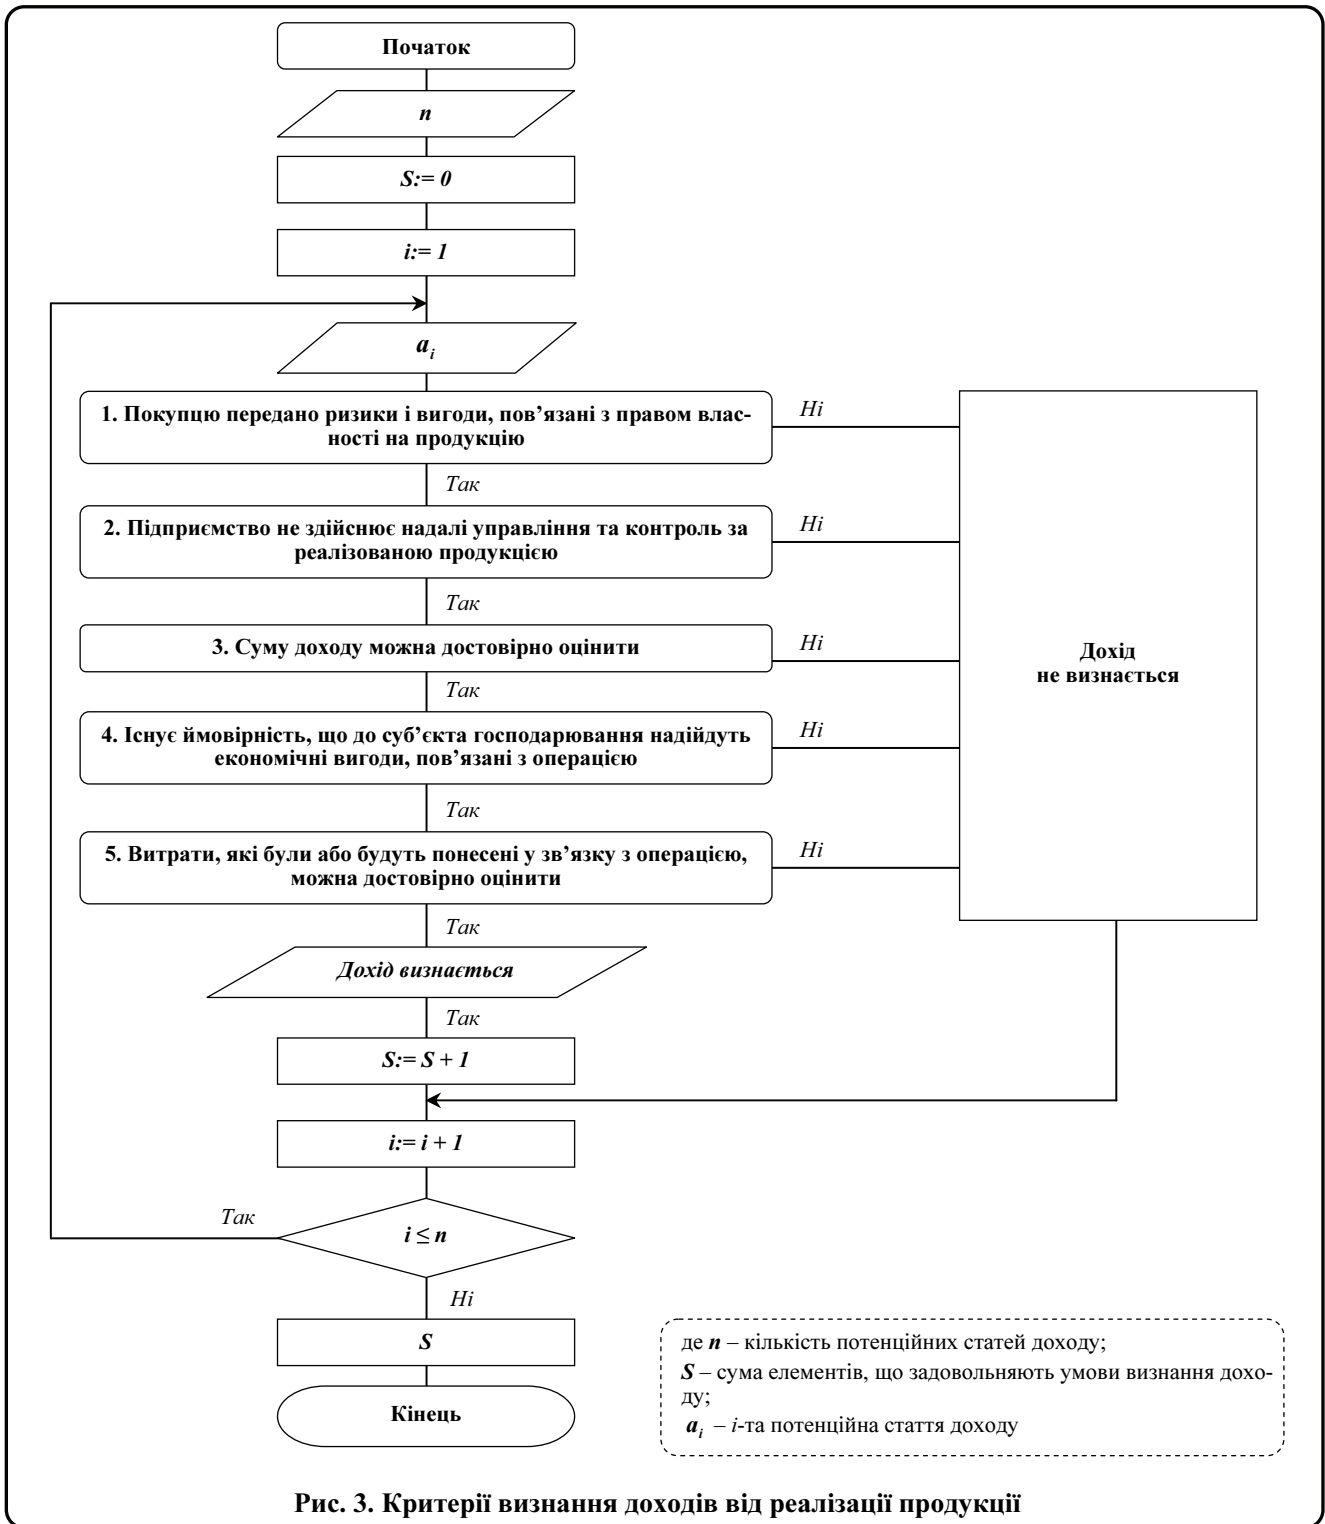 Початок
n
S:= 0
i:= 1
a_i
1. Покупцю передано ризики і вигоди, пов’язані з правом влас-
ності на продукцію
Ні
Так
2. Підприємство не здійснює надалі управління та контроль за
реалізованою продукцією
Ні
Так
3. Суму доходу можна достовірно оцінити
Ні
Дохід
не визнається
Так
4. Існує ймовірність, що до суб’єкта господарювання надійдуть
економічні вигоди, пов’язані з операцією
Ні
Так
5. Витрати, які були або будуть понесені у зв’язку з операцією,
можна достовірно оцінити
Ні
Так
Дохід визнається
Так
S:= S + 1
i:= i + 1
Так
i ≤ n
Ні
S
Кінець
де n – кількість потенційних статей доходу;
S – сума елементів, що задовольняють умови визнання дохо-
ду;
a_i – i-та потенційна стаття доходу
Рис. 3. Критерії визнання доходів від реалізації продукції